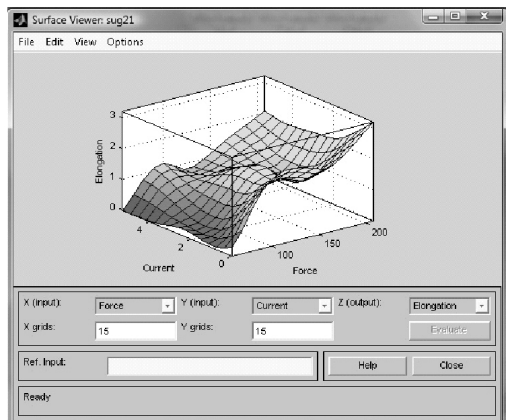 Surface Viewer: sug21
File Edit View Options
3
2
1
0
Elongation
4
2
0
Current
100
150
200
Force
X (input): Force Y (input): Current Z (output): Elongation
X grids: 15 Y grids: 15 Evaluate
Ref. Input: Help Close
Ready